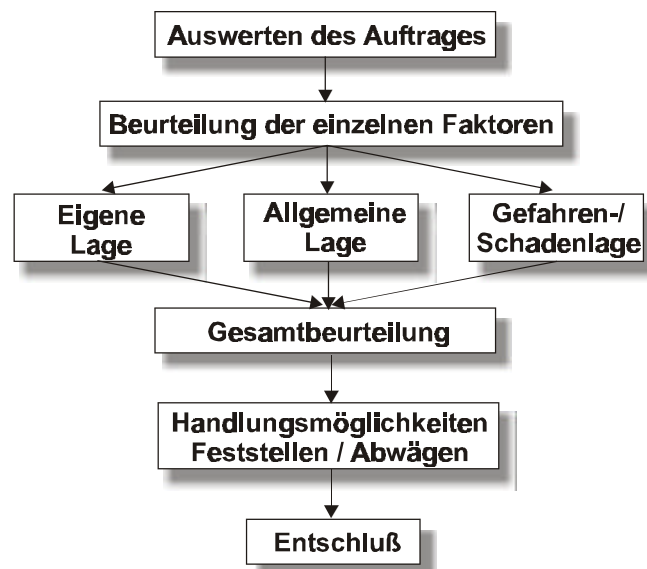 Auswerten des Auftrages
Beurteilung der einzelnen Faktoren
Eigene
Lage
Allgemeine
Lage
Gefahren-/
Schadenlage
Gesamtbeurteilung
Handlungsmöglichkeiten
Feststellen / Abwägen
Entschluß